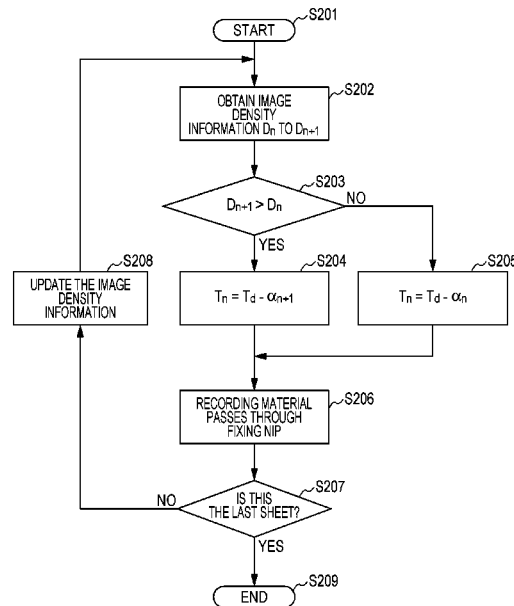 S201
START
S202
OBTAIN IMAGE
DENSITY
INFORMATION Dn TO Dn+1
S203
Dn+1 > Dn
NO
YES
S208
UPDATE THE IMAGE
DENSITY
INFORMATION
S204
Tn = Td - αn+1
S205
Tn = Td - αn
S206
RECORDING MATERIAL
PASSES THROUGH
FIXING NIP
S207
IS THIS
THE LAST SHEET?
NO
YES
S209
END